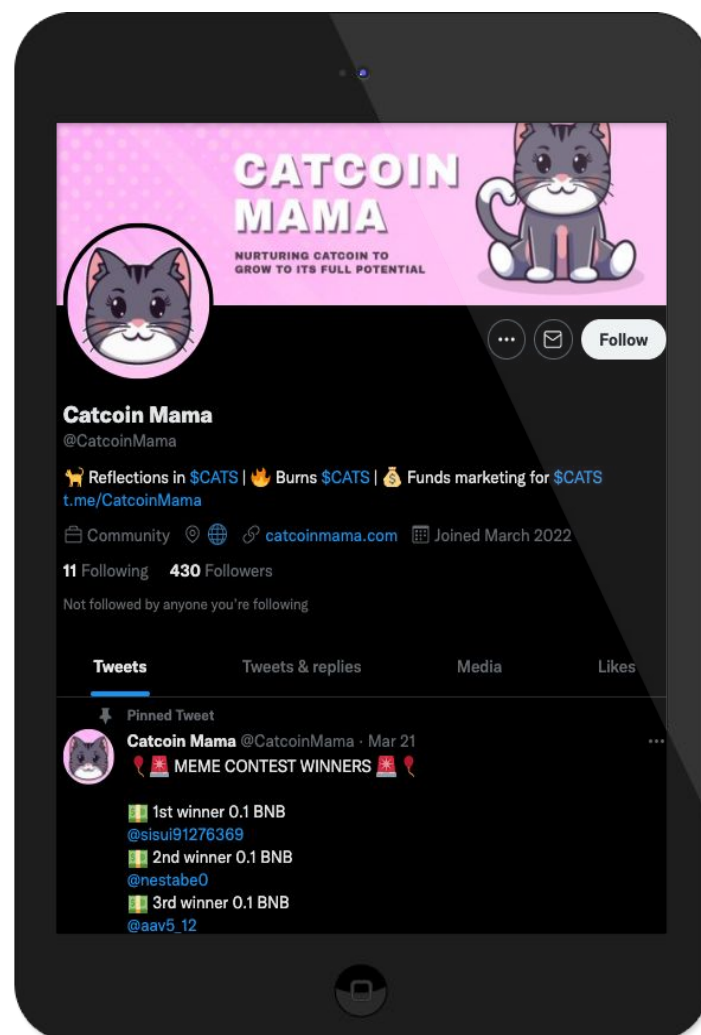 CATCOIN
MAMA
NURTURING CATCOIN TO
GROW TO ITS FULL POTENTIAL
Follow
Catcoin Mama
@CatcoinMama
🐈 Reflections in $CATS | 🔥 Burns $CATS | 💰 Funds marketing for $CATS
t.me/CatcoinMama
Community 🌐 catcoinmama.com Joined March 2022
11 Following 430 Followers
Not followed by anyone you're following
Tweets Tweets & replies Media Likes
Pinned Tweet
Catcoin Mama @CatcoinMama · Mar 21
🎈🚨 MEME CONTEST WINNERS 🚨🎈
💵 1st winner 0.1 BNB
@sisui91276369
💵 2nd winner 0.1 BNB
@nestabe0
💵 3rd winner 0.1 BNB
@aav5_12